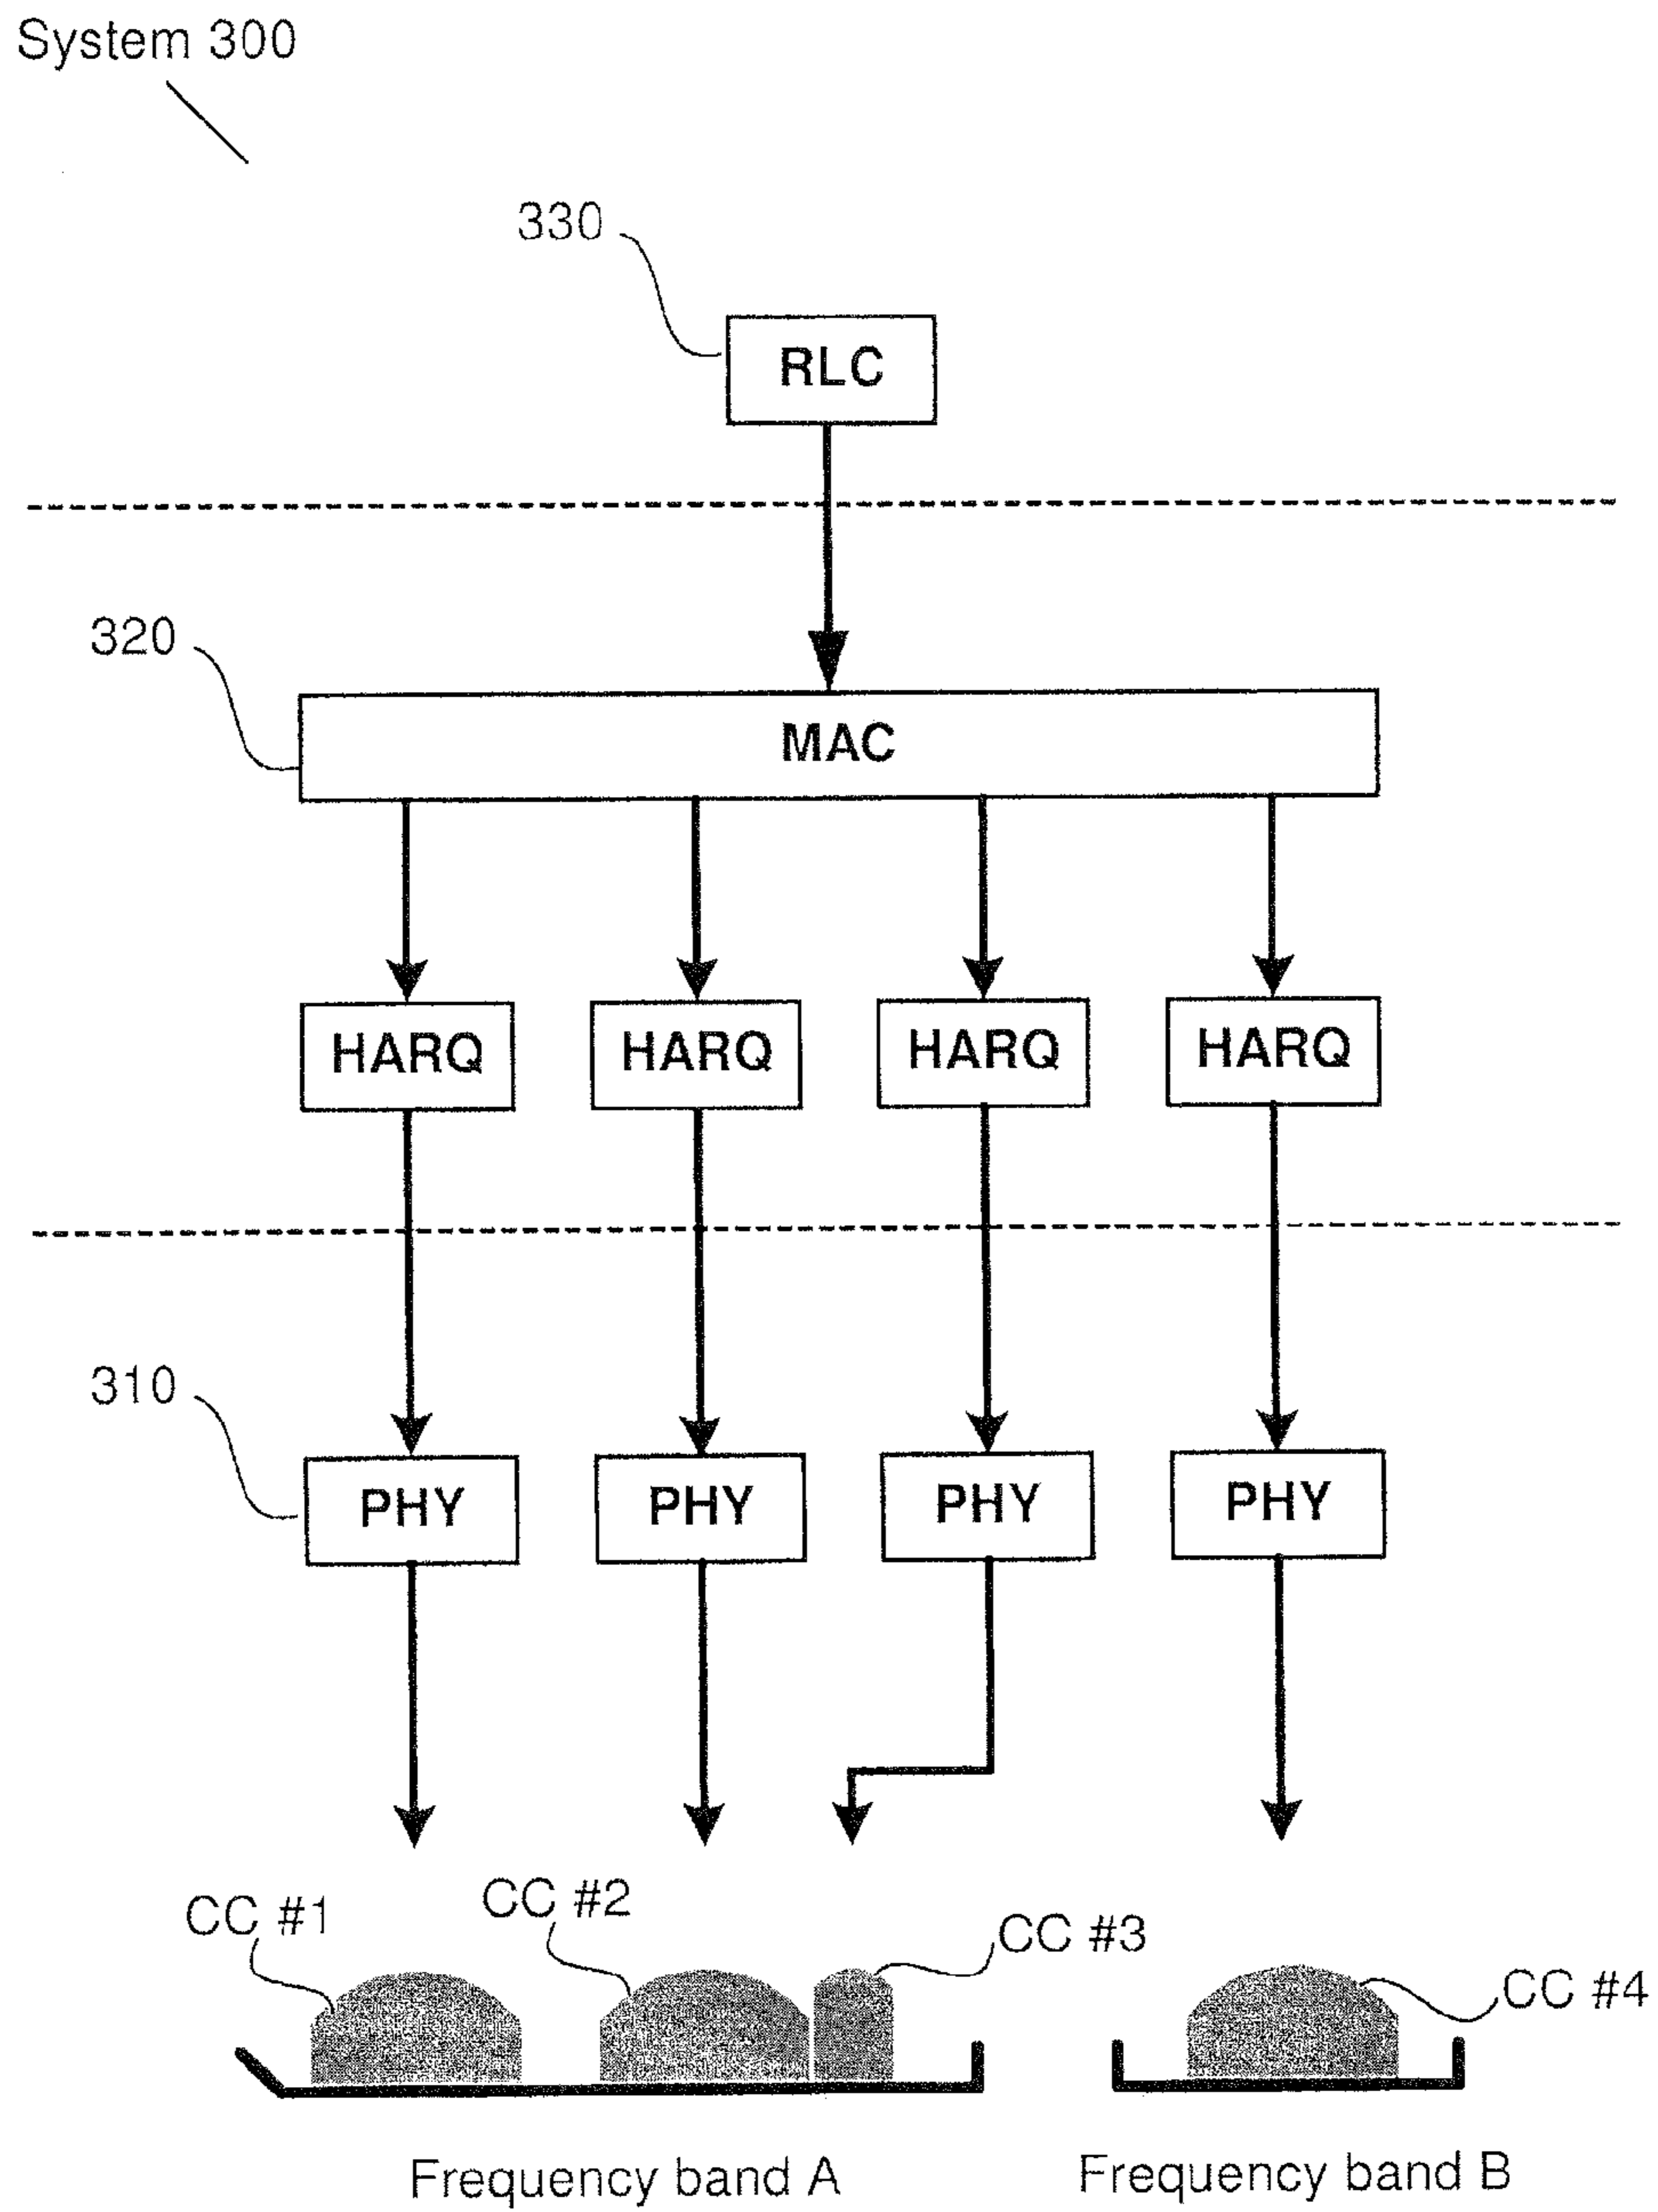 System 300
330
RLC
320
MAC
HARQ HARQ HARQ HARQ
310
PHY PHY PHY PHY
CC #1 CC #2 CC #3 CC #4
Frequency band A Frequency band B